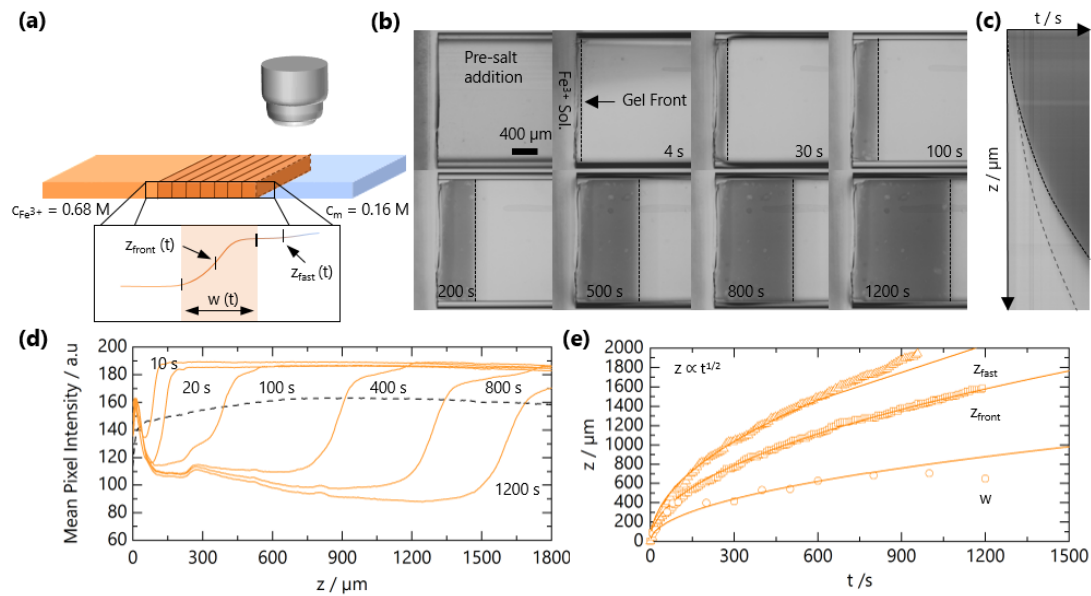 (a)
c_Fe³⁺ = 0.68 M
c_m = 0.16 M
z_front (t)
z_fast (t)
w (t)
(b)
Pre-salt
addition
400 μm
Fe³⁺ Sol.
Gel Front
4 s
30 s
100 s
200 s
500 s
800 s
1200 s
(c)
t / s
z / μm
(d)
Mean Pixel Intensity / a.u
200
180
160
140
120
100
80
60
10 s
20 s
100 s
400 s
800 s
1200 s
0
300
600
900
1200
1500
1800
z / μm
(e)
z / μm
2000
1800
1600
1400
1200
1000
800
600
400
200
0
z ∝ t^1/2
z_fast
z_front
w
0
300
600
900
1200
1500
t /s